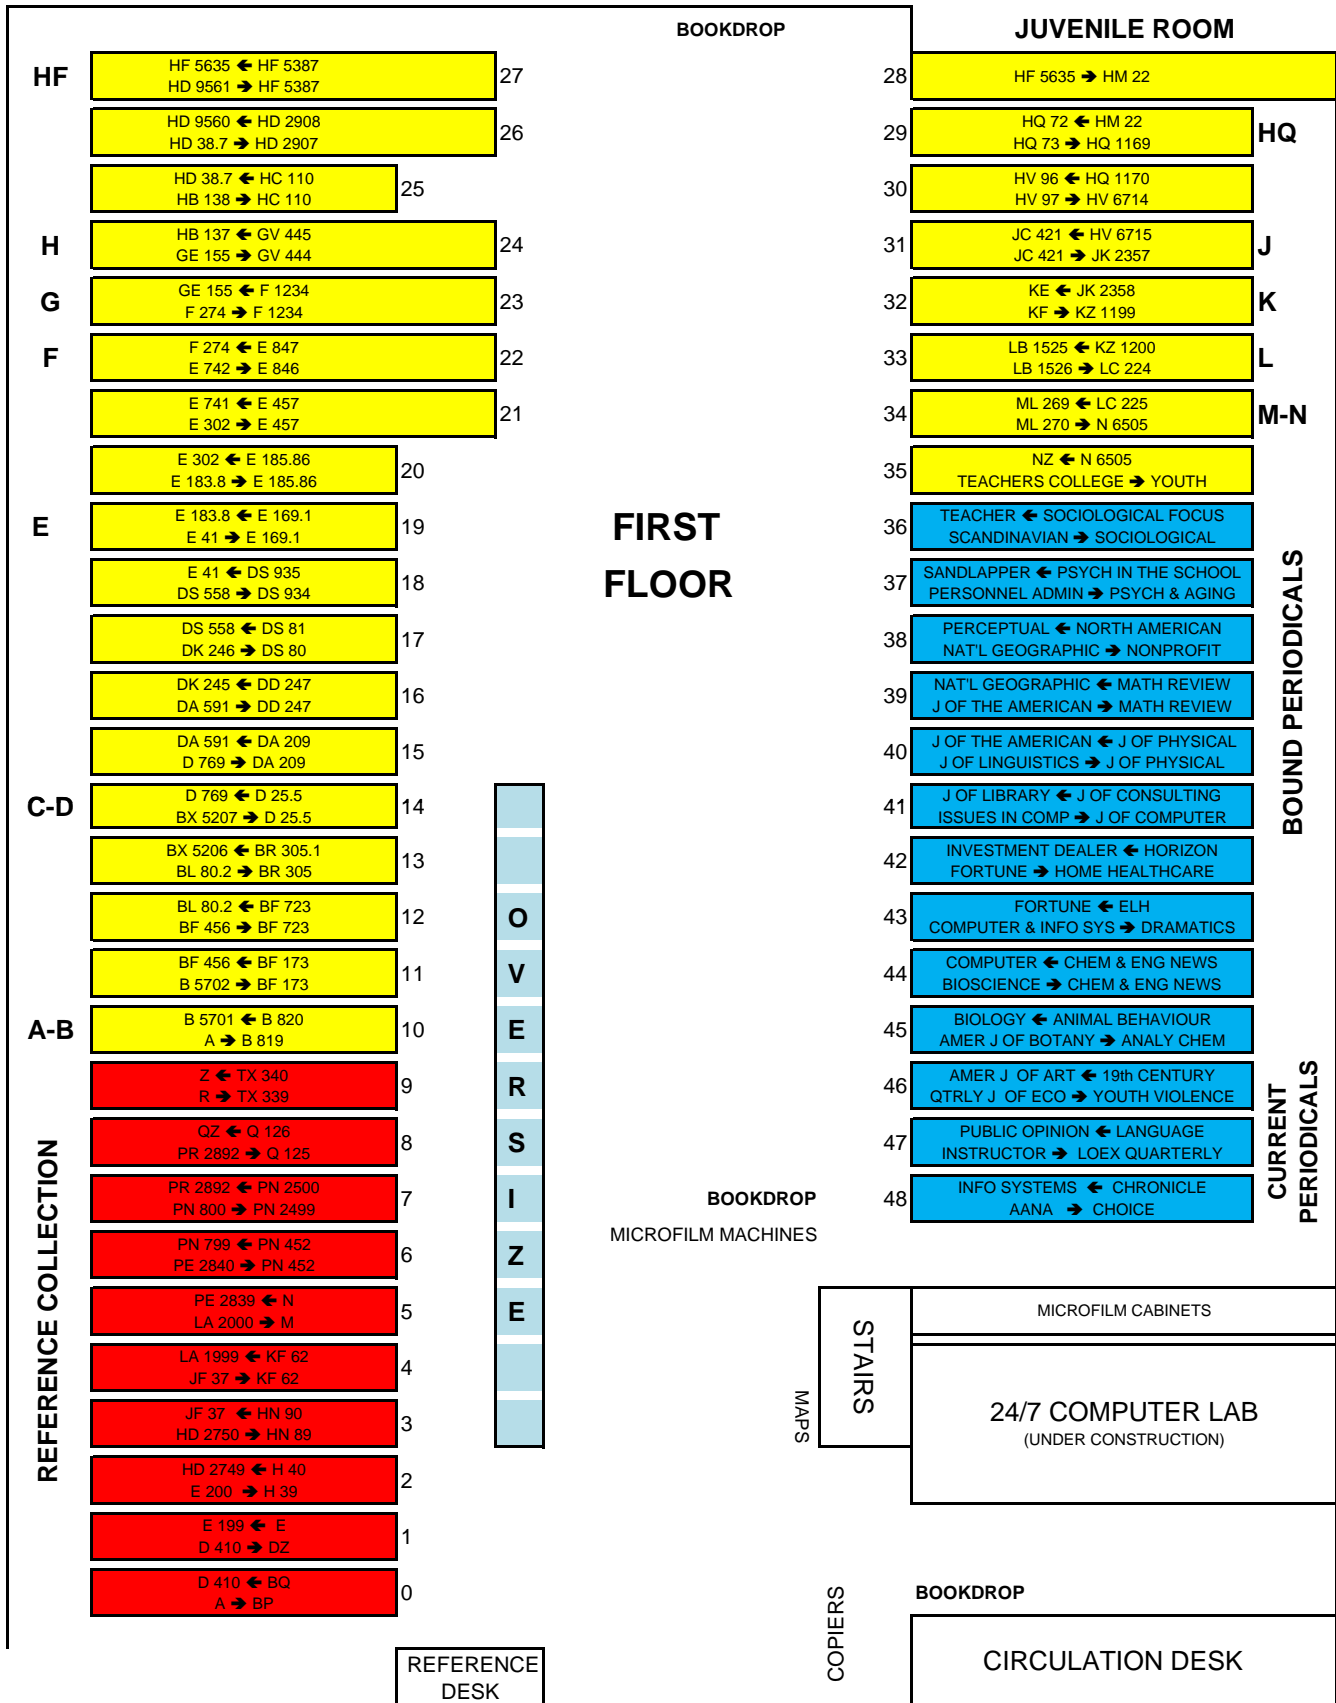 BOOKDROP
JUVENILE ROOM
HF
HF 5635 ← HF 5387
HD 9561 → HF 5387
27
HD 9560 ← HD 2908
HD 38.7 → HD 2907
26
HD 38.7 ← HC 110
HB 138 → HC 110
25
H
HB 137 ← GV 445
GE 155 → GV 444
24
G
GE 155 ← F 1234
F 274 → F 1234
23
F
F 274 ← E 847
E 742 → E 846
22
E 741 ← E 457
E 302 → E 457
21
E 302 ← E 185.86
E 183.8 → E 185.86
20
E
E 183.8 ← E 169.1
E 41 → E 169.1
19
E 41 ← DS 935
DS 558 → DS 934
18
DS 558 ← DS 81
DK 246 → DS 80
17
DK 245 ← DD 247
DA 591 → DD 247
16
DA 591 ← DA 209
D 769 → DA 209
15
C-D
D 769 ← D 25.5
BX 5207 → D 25.5
14
BX 5206 ← BR 305.1
BL 80.2 → BR 305
13
BL 80.2 ← BF 723
BF 456 → BF 723
12
BF 456 ← BF 173
B 5702 → BF 173
11
A-B
B 5701 ← B 820
A → B 819
10
REFERENCE COLLECTION
Z ← TX 340
R → TX 339
9
QZ ← Q 126
PR 2892 → Q 125
8
PR 2892 ← PN 2500
PN 800 → PN 2499
7
PN 799 ← PN 452
PE 2840 → PN 452
6
PE 2839 ← N
LA 2000 → M
5
LA 1999 ← KF 62
JF 37 → KF 62
4
JF 37 ← HN 90
HD 2750 → HN 89
3
HD 2749 ← H 40
E 200 → H 39
2
E 199 ← E
D 410 → DZ
1
D 410 ← BQ
A → BP
0
REFERENCE
DESK
O
V
E
R
S
I
Z
E
FIRST
FLOOR
BOOKDROP
MICROFILM MACHINES
28
HF 5635 → HM 22
29
HQ 72 ← HM 22
HQ 73 → HQ 1169
HQ
30
HV 96 ← HQ 1170
HV 97 → HV 6714
31
JC 421 ← HV 6715
JC 421 → JK 2357
J
32
KE ← JK 2358
KF → KZ 1199
K
33
LB 1525 ← KZ 1200
LB 1526 → LC 224
L
34
ML 269 ← LC 225
ML 270 → N 6505
M-N
35
NZ ← N 6505
TEACHERS COLLEGE → YOUTH
BOUND PERIODICALS
36
TEACHER ← SOCIOLOGICAL FOCUS
SCANDINAVIAN → SOCIOLOGICAL
37
SANDLAPPER ← PSYCH IN THE SCHOOL
PERSONNEL ADMIN → PSYCH & AGING
38
PERCEPTUAL ← NORTH AMERICAN
NAT'L GEOGRAPHIC → NONPROFIT
39
NAT'L GEOGRAPHIC ← MATH REVIEW
J OF THE AMERICAN → MATH REVIEW
40
J OF THE AMERICAN ← J OF PHYSICAL
J OF LINGUISTICS → J OF PHYSICAL
41
J OF LIBRARY ← J OF CONSULTING
ISSUES IN COMP → J OF COMPUTER
42
INVESTMENT DEALER ← HORIZON
FORTUNE → HOME HEALTHCARE
43
FORTUNE ← ELH
COMPUTER & INFO SYS → DRAMATICS
44
COMPUTER ← CHEM & ENG NEWS
BIOSCIENCE → CHEM & ENG NEWS
45
BIOLOGY ← ANIMAL BEHAVIOUR
AMER J OF BOTANY → ANALY CHEM
CURRENT
PERIODICALS
46
AMER J OF ART ← 19th CENTURY
QTRLY J OF ECO → YOUTH VIOLENCE
47
PUBLIC OPINION ← LANGUAGE
INSTRUCTOR → LOEX QUARTERLY
48
INFO SYSTEMS ← CHRONICLE
AANA → CHOICE
STAIRS
MAPS
MICROFILM CABINETS
24/7 COMPUTER LAB
(UNDER CONSTRUCTION)
COPIERS
BOOKDROP
CIRCULATION DESK